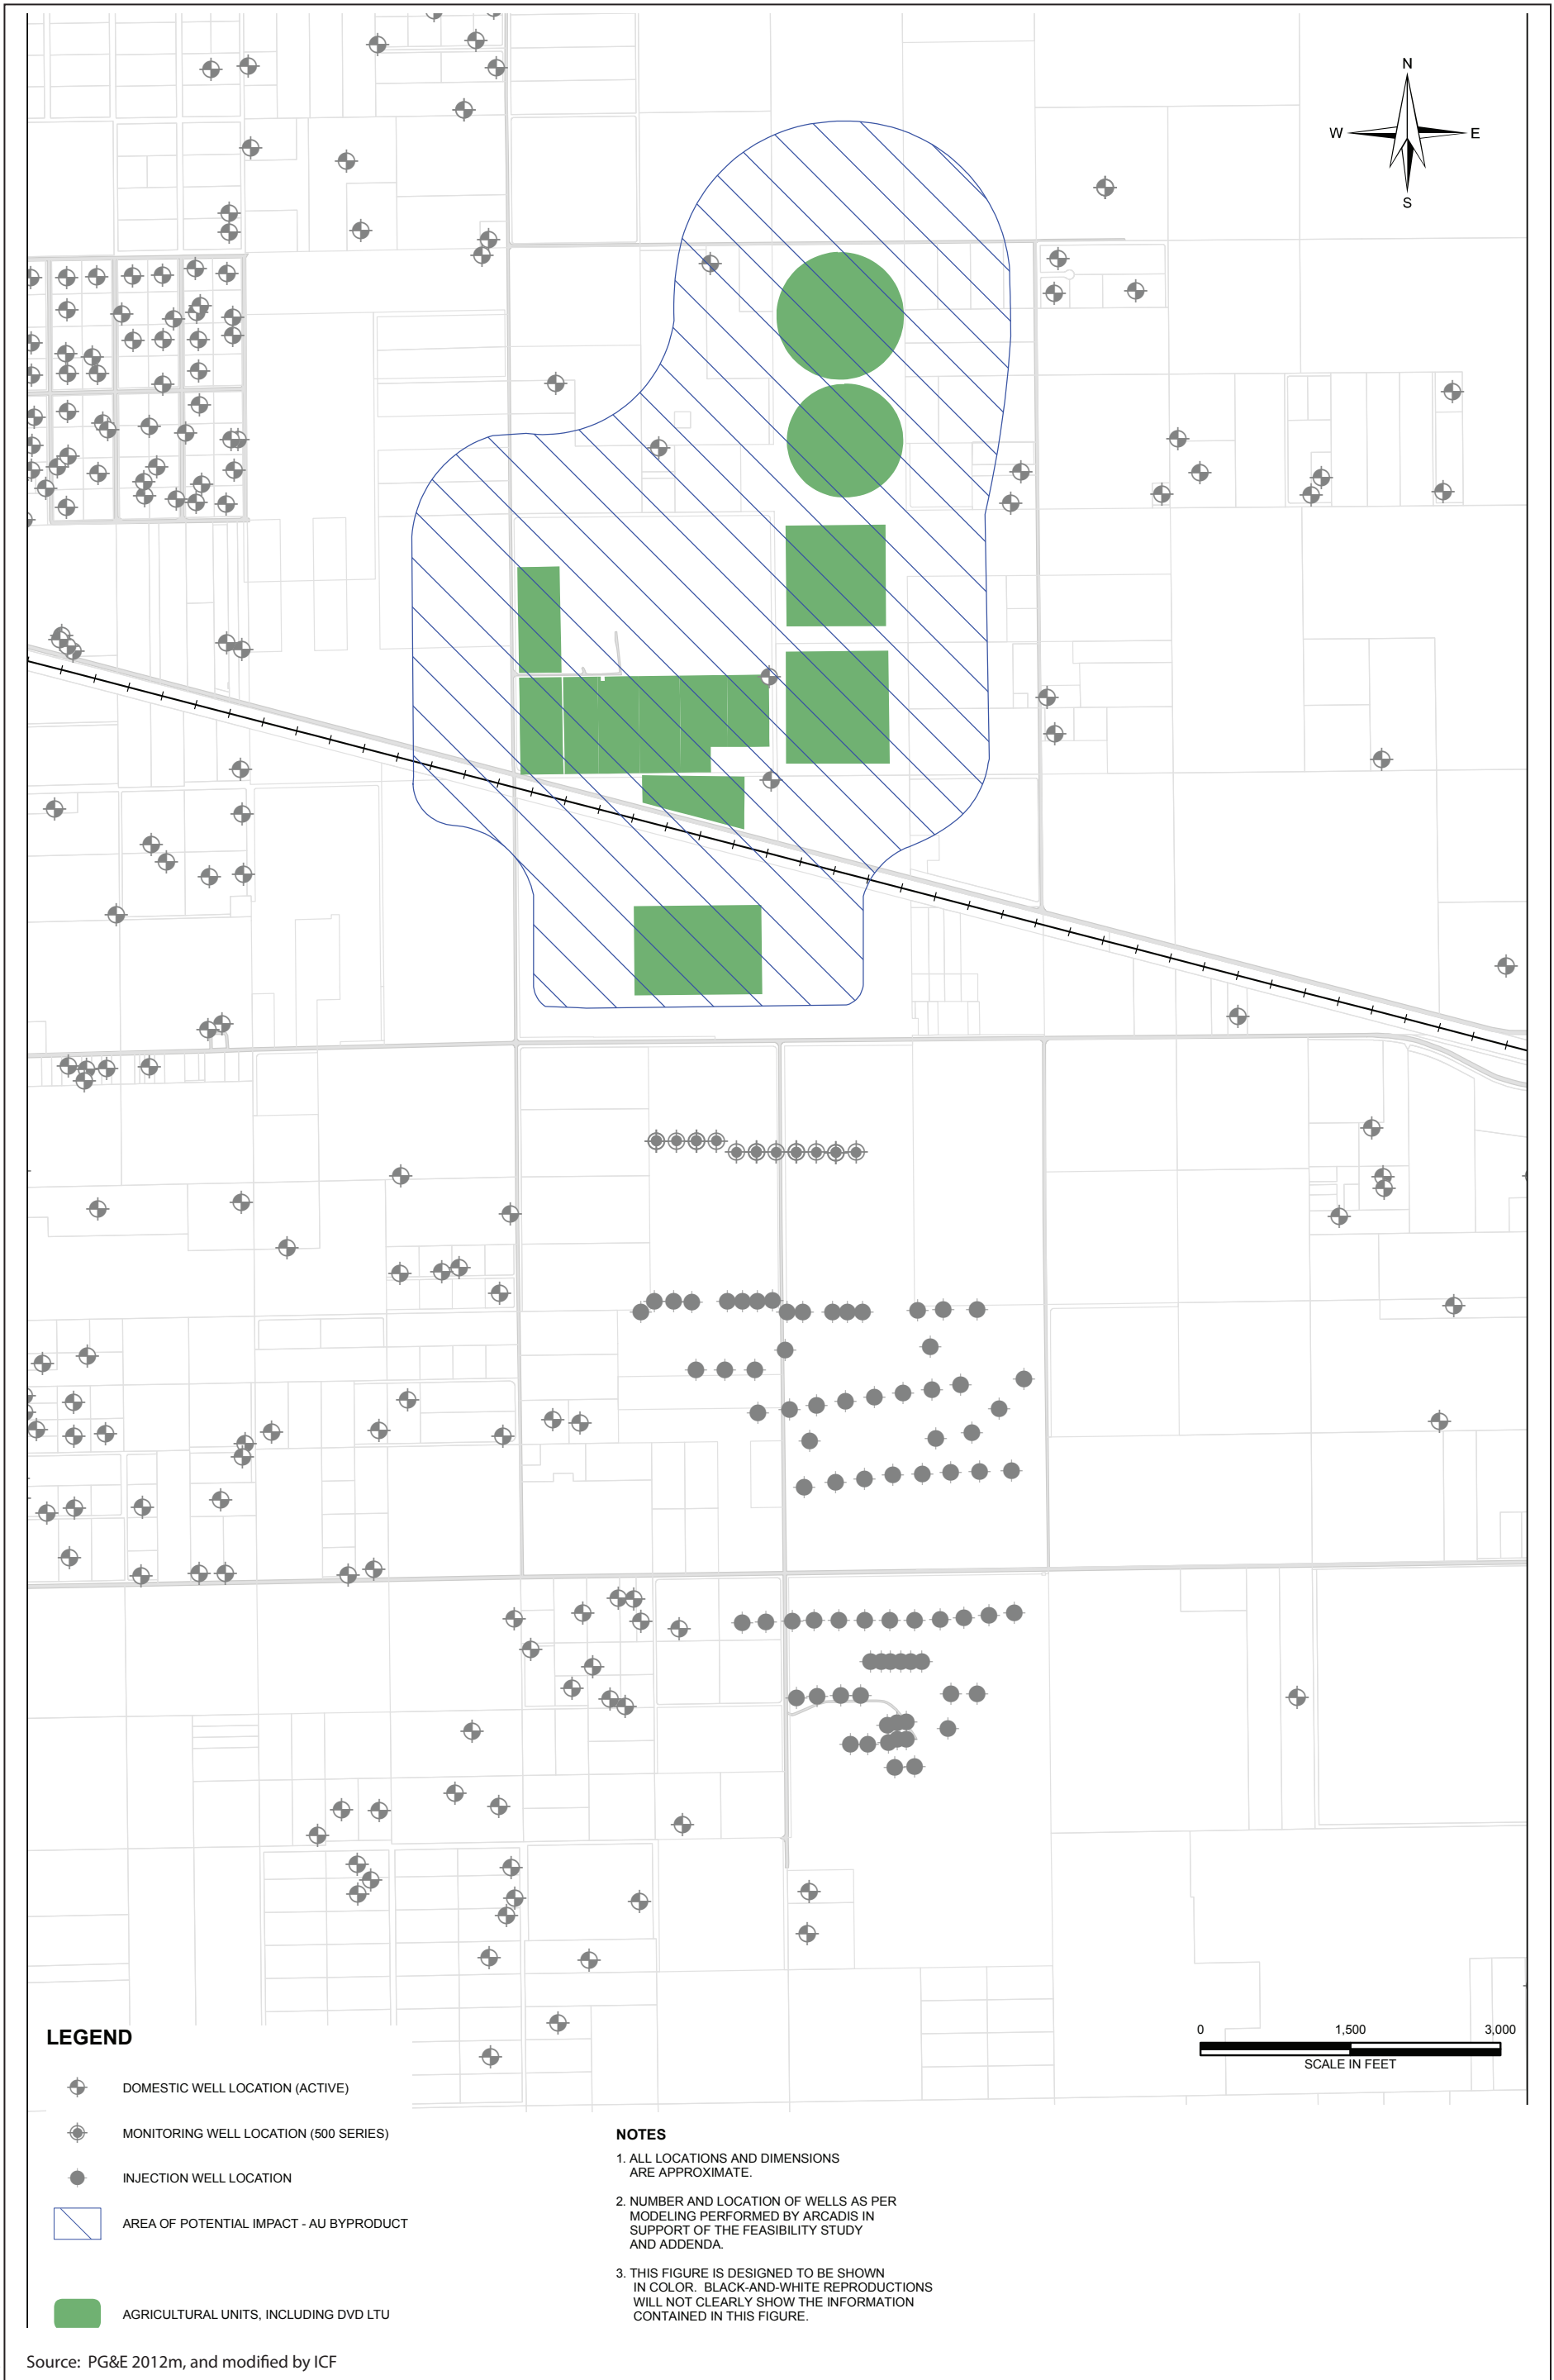 N
W
E
S
LEGEND
DOMESTIC WELL LOCATION (ACTIVE)
MONITORING WELL LOCATION (500 SERIES)
INJECTION WELL LOCATION
AREA OF POTENTIAL IMPACT - AU BYPRODUCT
AGRICULTURAL UNITS, INCLUDING DVD LTU
0
1,500
3,000
SCALE IN FEET
NOTES
1. ALL LOCATIONS AND DIMENSIONS
ARE APPROXIMATE.
2. NUMBER AND LOCATION OF WELLS AS PER
MODELING PERFORMED BY ARCADIS IN
SUPPORT OF THE FEASIBILITY STUDY
AND ADDENDA.
3. THIS FIGURE IS DESIGNED TO BE SHOWN
IN COLOR. BLACK-AND-WHITE REPRODUCTIONS
WILL NOT CLEARLY SHOW THE INFORMATION
CONTAINED IN THIS FIGURE.
Source: PG&E 2012m, and modified by ICF